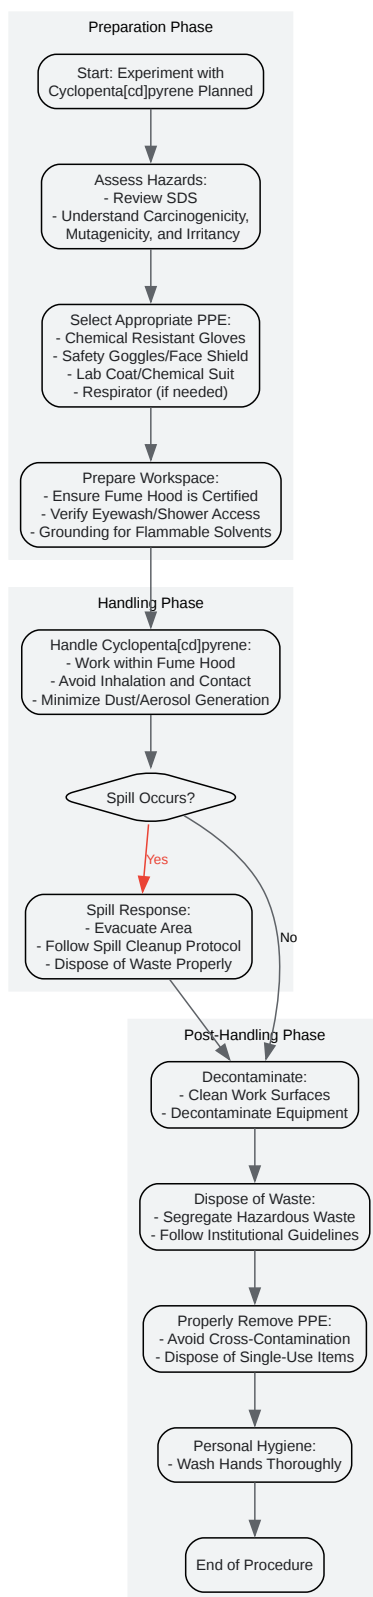 Preparation Phase
Start: Experiment with
Cyclopenta[cd]pyrene Planned
Assess Hazards:
- Review SDS
- Understand Carcinogenicity,
Mutagenicity, and Irritancy
Select Appropriate PPE:
- Chemical Resistant Gloves
- Safety Goggles/Face Shield
- Lab Coat/Chemical Suit
- Respirator (if needed)
Prepare Workspace:
- Ensure Fume Hood is Certified
- Verify Eyewash/Shower Access
- Grounding for Flammable Solvents
Handling Phase
Handle Cyclopenta[cd]pyrene:
- Work within Fume Hood
- Avoid Inhalation and Contact
- Minimize Dust/Aerosol Generation
Spill Occurs?
Yes
Spill Response:
- Evacuate Area
- Follow Spill Cleanup Protocol
- Dispose of Waste Properly
No
Post-Handling Phase
Decontaminate:
- Clean Work Surfaces
- Decontaminate Equipment
Dispose of Waste:
- Segregate Hazardous Waste
- Follow Institutional Guidelines
Properly Remove PPE:
- Avoid Cross-Contamination
- Dispose of Single-Use Items
Personal Hygiene:
- Wash Hands Thoroughly
End of Procedure